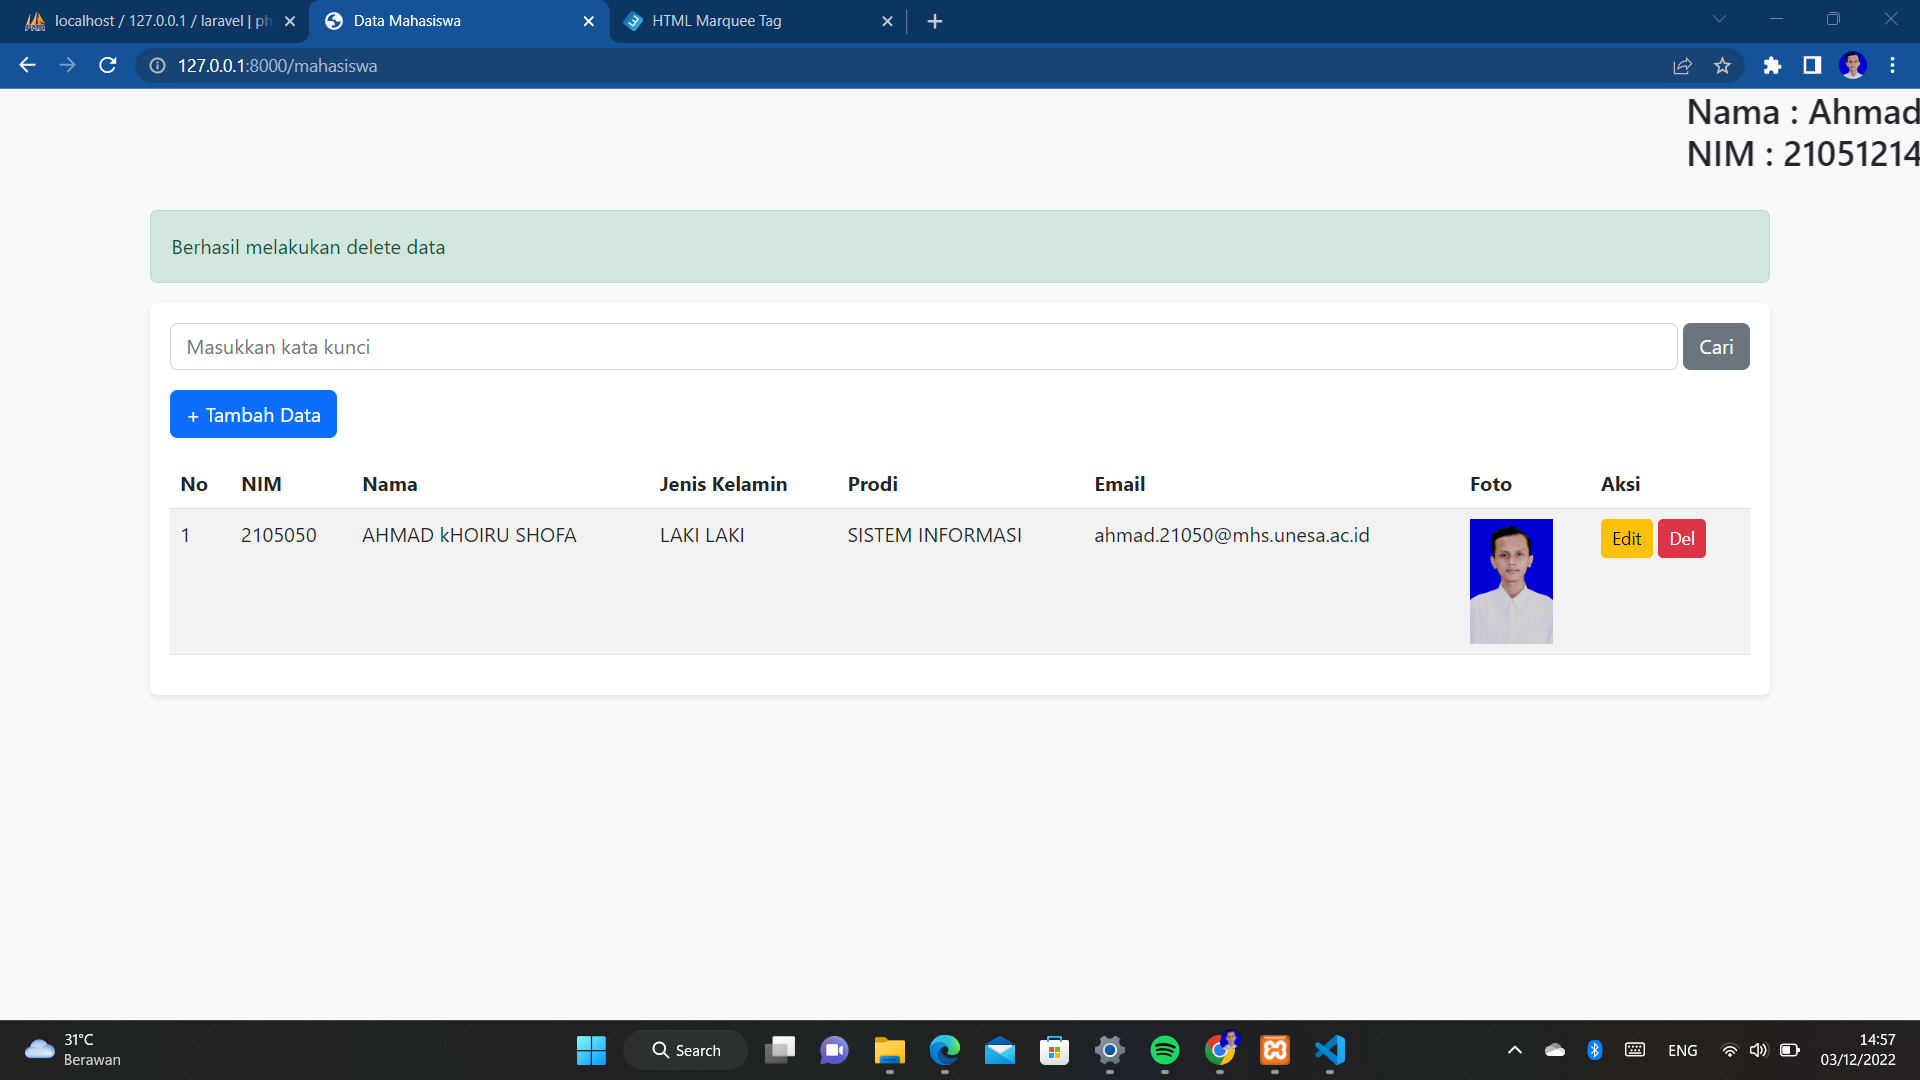 localhost / 127.0.0.1 / laravel | ph
Data Mahasiswa
HTML Marquee Tag
127.0.0.1:8000/mahasiswa
Nama : Ahmad
NIM : 21051214
Berhasil melakukan delete data
Masukkan kata kunci
Cari
+ Tambah Data
No NIM Nama Jenis Kelamin Prodi Email Foto Aksi
1 2105050 AHMAD kHOIRU SHOFA LAKI LAKI SISTEM INFORMASI ahmad.21050@mhs.unesa.ac.id Edit Del
31°C
Berawan
Search
ENG
14:57
03/12/2022